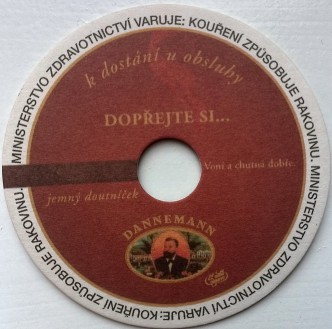 MINISTERSTVO ZDRAVOTNICTVÍ VARUJE: KOUŘENÍ ZPŮSOBUJE RAKOVINU.
MINISTERSTVO ZDRAVOTNICTVÍ VARUJE: KOUŘENÍ ZPŮSOBUJE RAKOVINU.
k dostání u obsluhy
DOPŘEJTE SI...
Voní a chutná dobře.
jemný doutníček
DANNEMANN